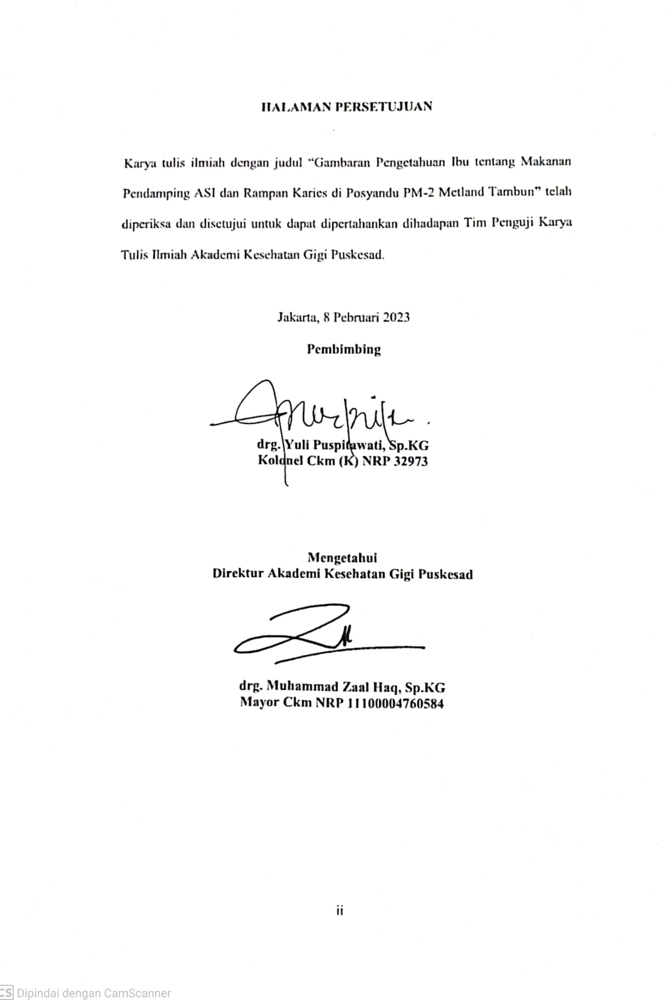 HALAMAN PERSETUJUAN
Karya tulis ilmiah dengan judul “Gambaran Pengetahuan Ibu tentang Makanan
Pendamping ASI dan Rampan Karies di Posyandu PM-2 Metland Tambun” telah
diperiksa dan disetujui untuk dapat dipertahankan dihadapan Tim Penguji Karya
Tulis Ilmiah Akademi Kesehatan Gigi Puskesad.
Jakarta, 8 Pebruari 2023
Pembimbing
drg. Yuli Puspitawati, Sp.KG
Kolonel Ckm (K) NRP 32973
Mengetahui
Direktur Akademi Kesehatan Gigi Puskesad
drg. Muhammad Zaal Haq, Sp.KG
Mayor Ckm NRP 11100004760584
ii
CS Dipindai dengan CamScanner